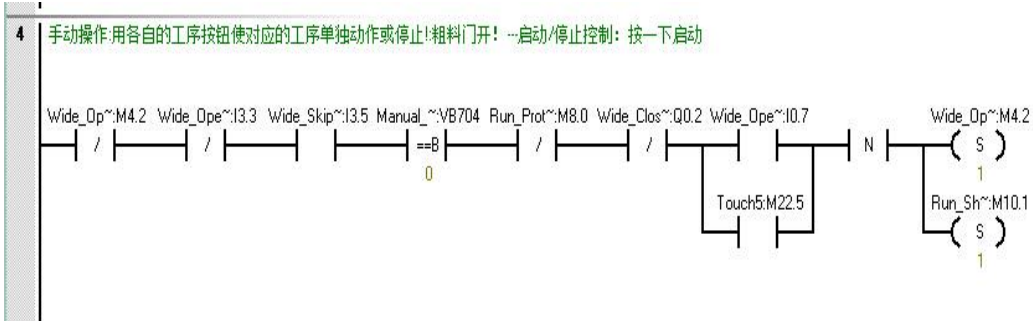 4
手动操作:用各自的工序按钮使对应的工序单独动作或停止!:粗料门开！--启动/停止控制：按一下启动
Wide_Op~:M4.2 Wide_Ope~:I3.3 Wide_Skip~:I3.5 Manual_~:VB704 Run_Prot~:M8.0 Wide_Clos~:Q0.2 Wide_Ope~:I0.7 Wide_Op~:M4.2
/ / ==B / / N S
0 1
Touch5:M22.5 Run_Sh~:M10.1
S
1